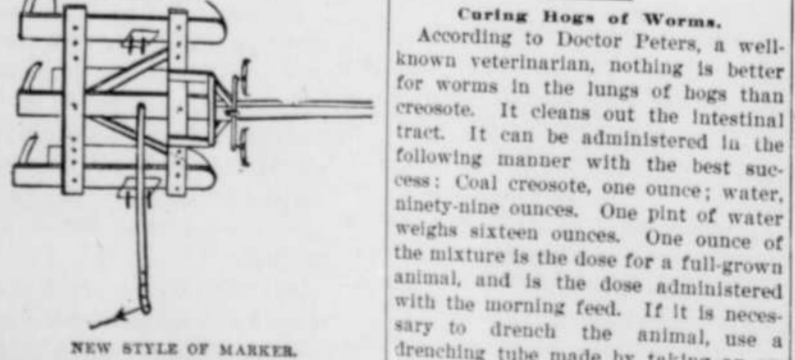 NEW STYLE OF MARKER.
Curing Hogs of Worms.
According to Doctor Peters, a well-
known veterinarian, nothing is better
for worms in the lungs of hogs than
creosote. It cleans out the intestinal
tract. It can be administered in the
following manner with the best suc-
cess: Coal creosote, one ounce; water,
ninety-nine ounces. One pint of water
weighs sixteen ounces. One ounce of
the mixture is the dose for a full-grown
animal, and is the dose administered
with the morning feed. If it is neces-
sary to drench the animal, use a
drenching tube made by taking